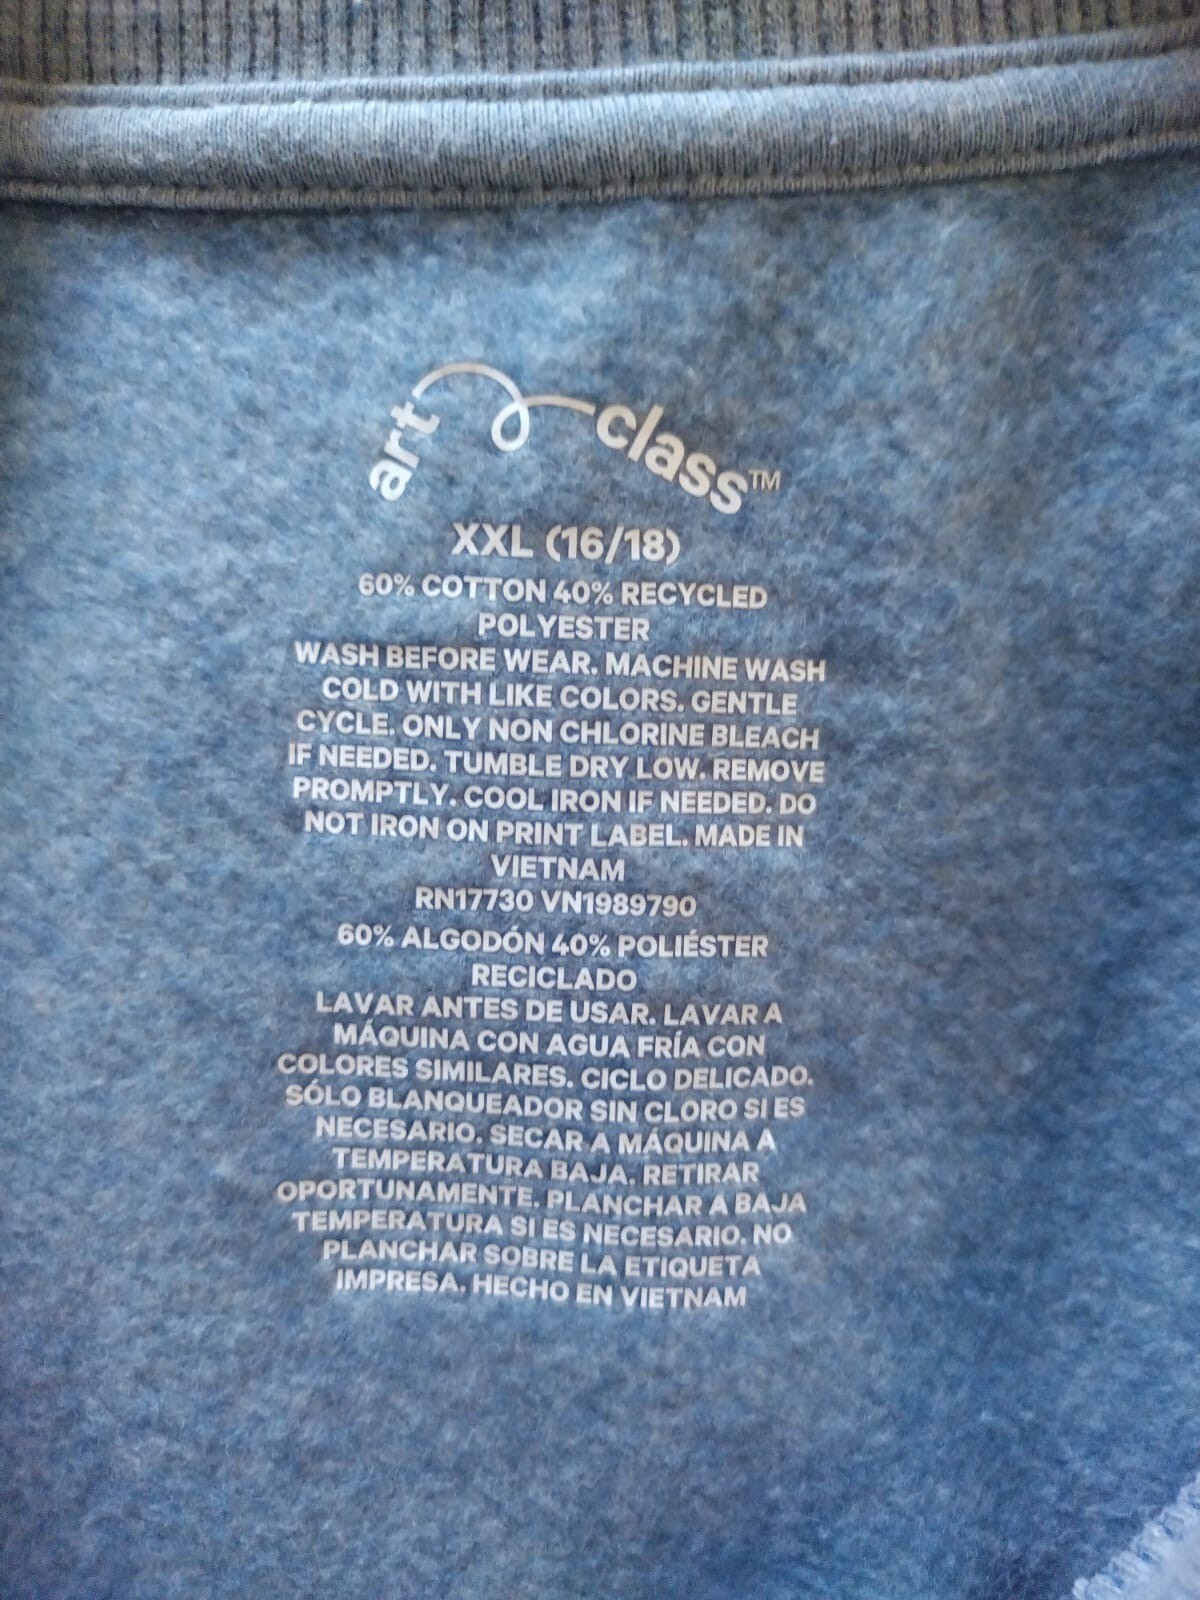 art class™
XXL (16/18)
60% COTTON 40% RECYCLED
POLYESTER
WASH BEFORE WEAR. MACHINE WASH
COLD WITH LIKE COLORS. GENTLE
CYCLE. ONLY NON CHLORINE BLEACH
IF NEEDED. TUMBLE DRY LOW. REMOVE
PROMPTLY. COOL IRON IF NEEDED. DO
NOT IRON ON PRINT LABEL. MADE IN
VIETNAM
RN17730 VN1989790
60% ALGODÓN 40% POLIÉSTER
RECICLADO
LAVAR ANTES DE USAR. LAVAR A
MÁQUINA CON AGUA FRÍA CON
COLORES SIMILARES. CICLO DELICADO.
SÓLO BLANQUEADOR SIN CLORO SI ES
NECESARIO. SECAR A MÁQUINA A
TEMPERATURA BAJA. RETIRAR
OPORTUNAMENTE. PLANCHAR A BAJA
TEMPERATURA SI ES NECESARIO. NO
PLANCHAR SOBRE LA ETIQUETA
IMPRESA. HECHO EN VIETNAM